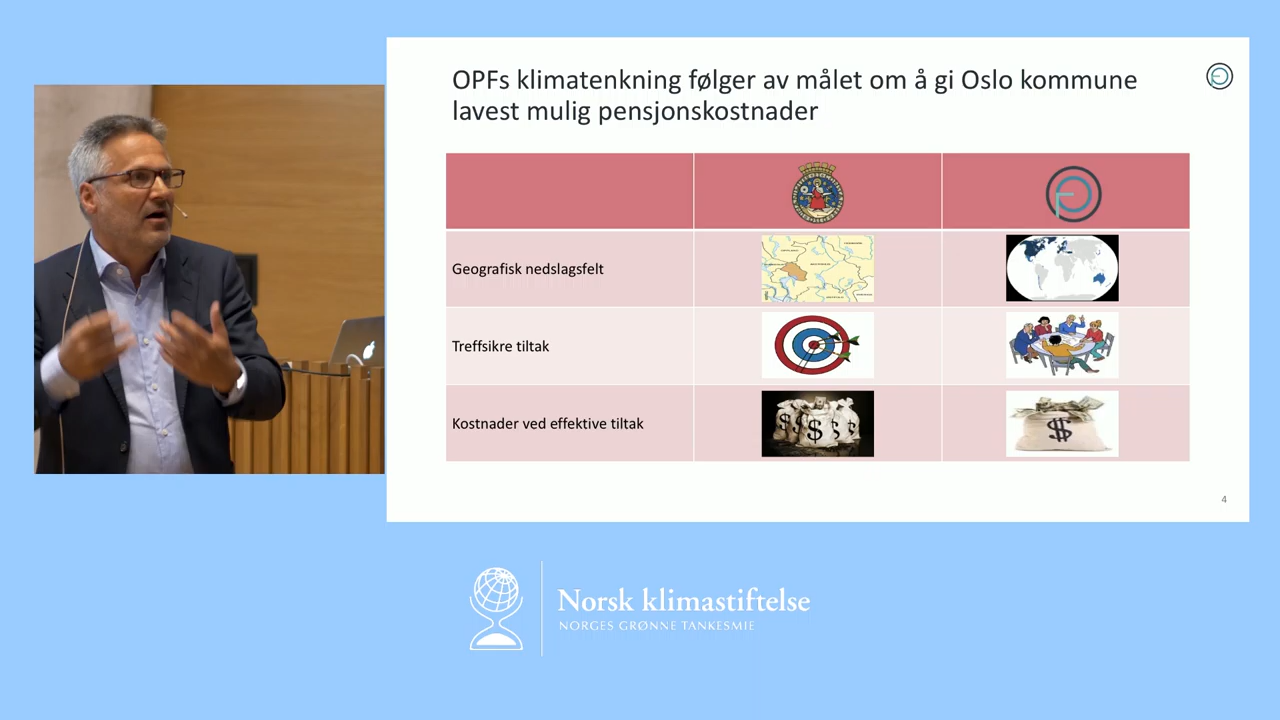 OPFs klimatenkning følger av målet om å gi Oslo kommune
lavest mulig pensjonskostnader
Geografisk nedslagsfelt
Treffsikre tiltak
Kostnader ved effektive tiltak
$ $ $ $
$
4
Norsk klimastiftelse
NORGES GRØNNE TANKESMIE